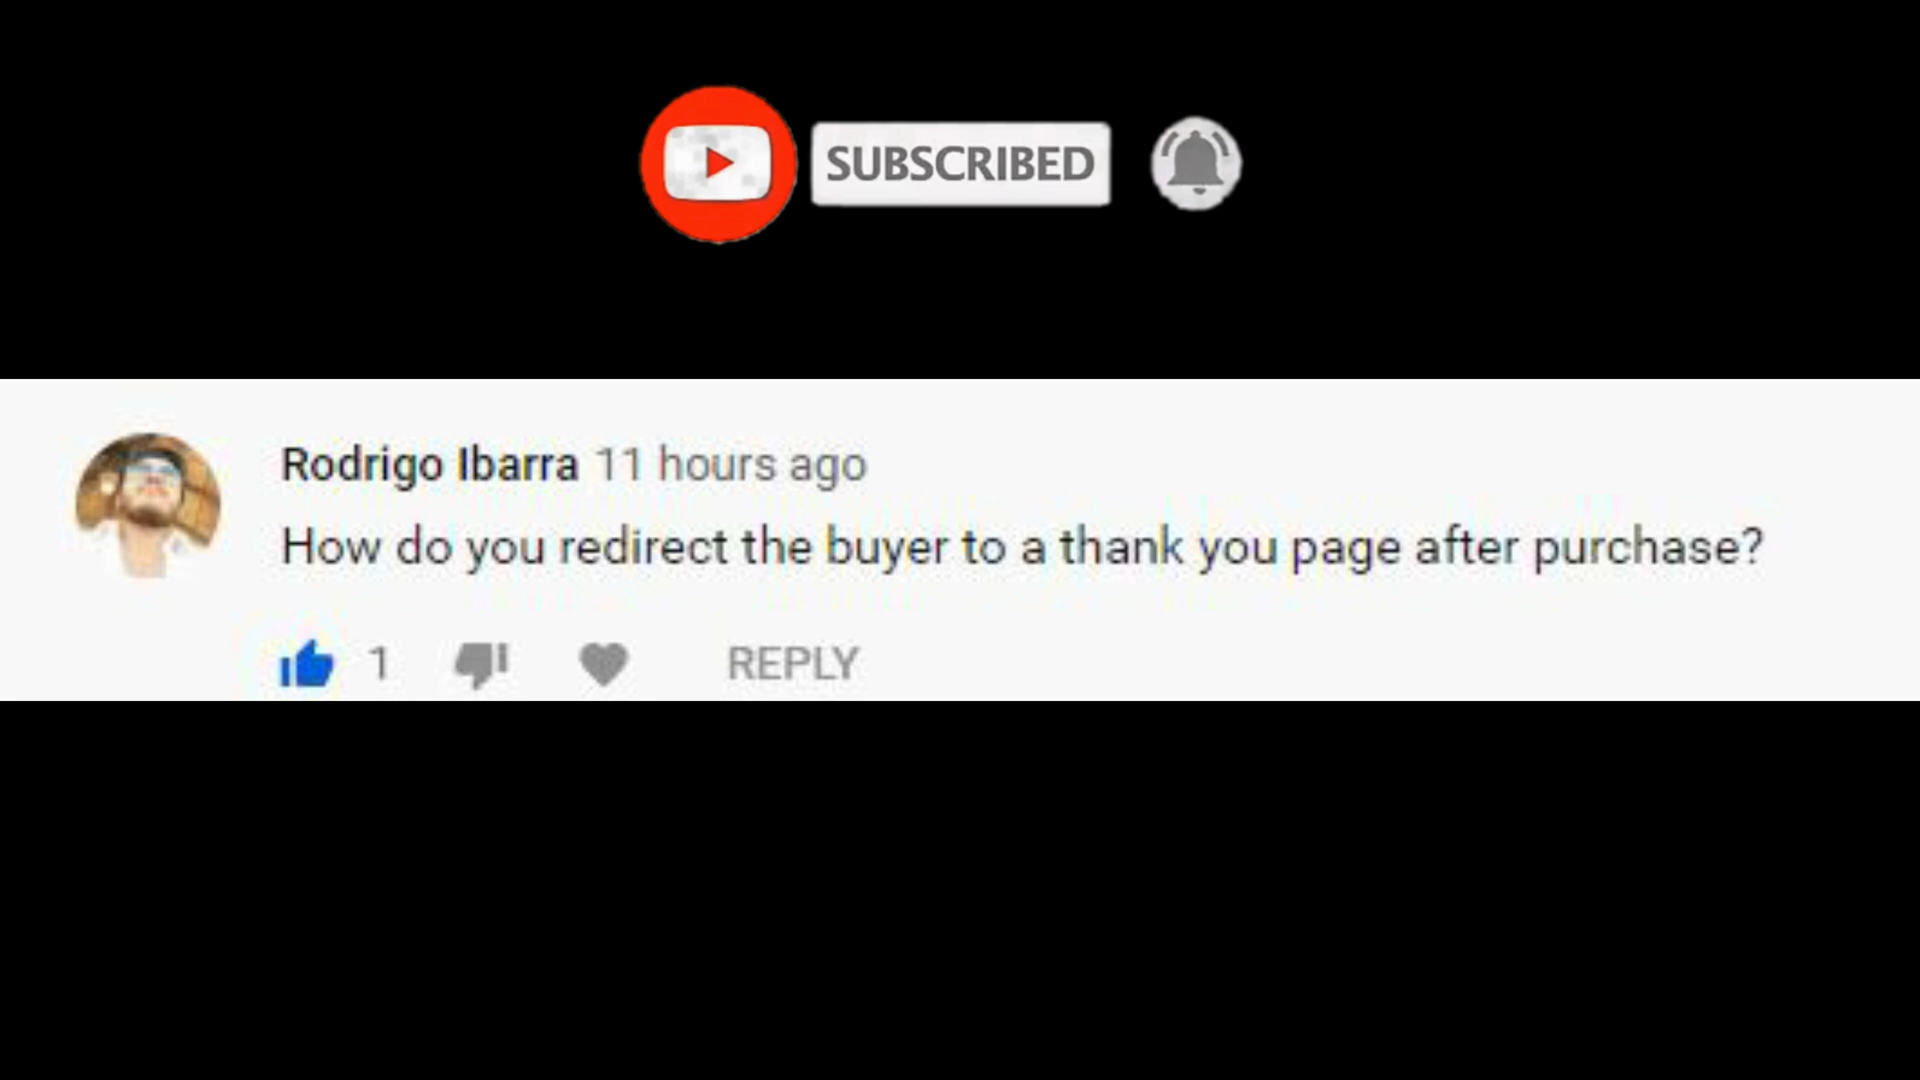 SUBSCRIBED
Rodrigo Ibarra 11 hours ago
How do you redirect the buyer to a thank you page after purchase?
1 REPLY